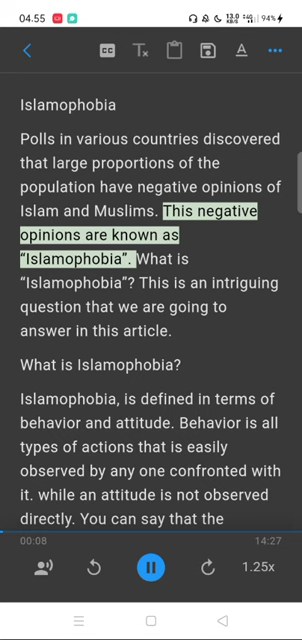 04.55
13.0
KB/S
94%
CC
A
Islamophobia
Polls in various countries discovered
that large proportions of the
population have negative opinions of
Islam and Muslims. This negative
opinions are known as
“Islamophobia”. What is
“Islamophobia”? This is an intriguing
question that we are going to
answer in this article.
What is Islamophobia?
Islamophobia, is defined in terms of
behavior and attitude. Behavior is all
types of actions that is easily
observed by any one confronted with
it. while an attitude is not observed
directly. You can say that the
00:08
14:27
1.25x